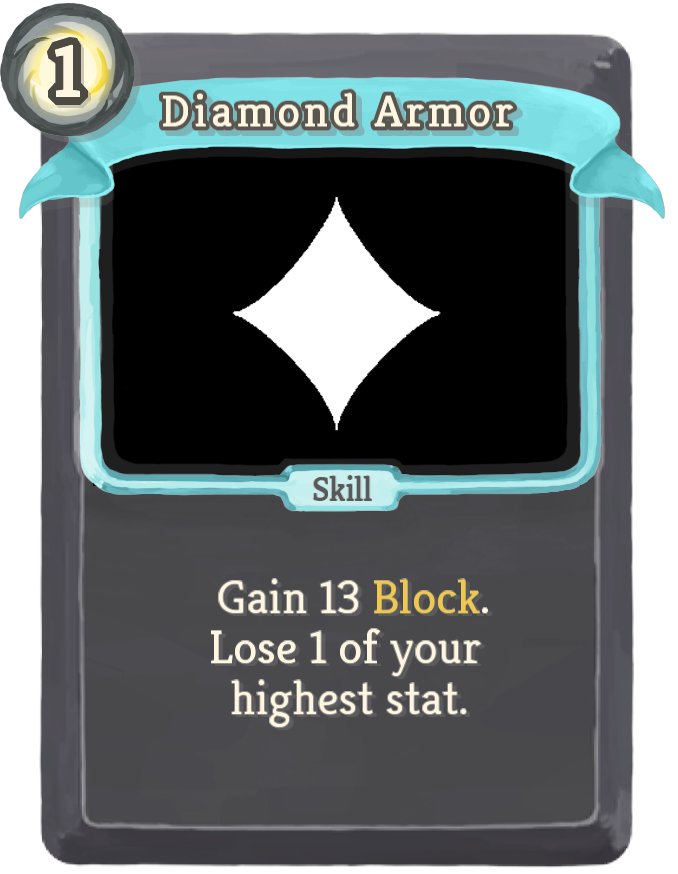 1
Diamond Armor
Skill
Gain 13 Block.
Lose 1 of your
highest stat.